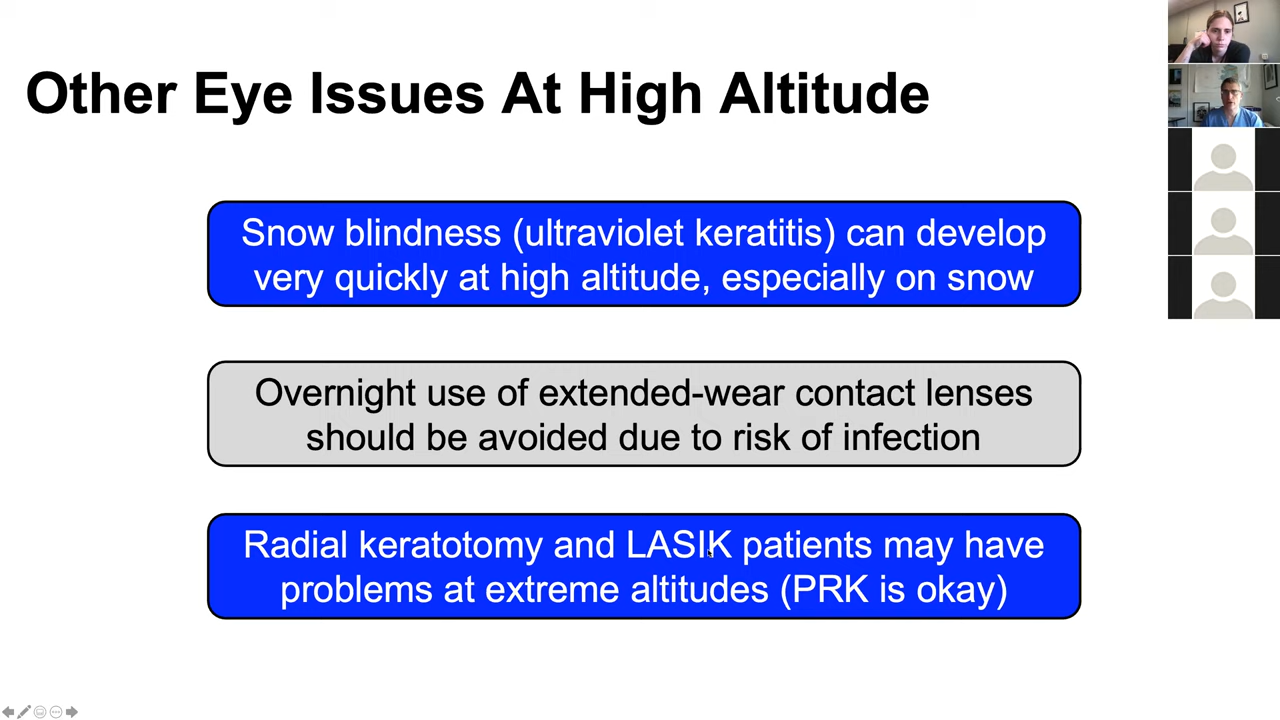 Other Eye Issues At High Altitude
Snow blindness (ultraviolet keratitis) can develop
very quickly at high altitude, especially on snow
Overnight use of extended-wear contact lenses
should be avoided due to risk of infection
Radial keratotomy and LASIK patients may have
problems at extreme altitudes (PRK is okay)